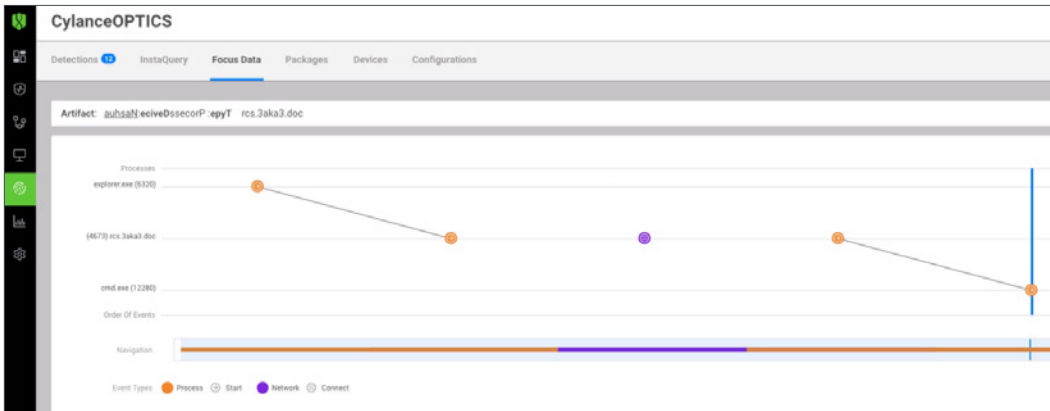 CylanceOPTICS
Detections 12 InstaQuery Focus Data Packages Devices Configurations
Artifact: auhsaN:eciveDssecorP :epyT rcs.3aka3.doc
Processes
explorer.exe (6320)
(4673) rcs.3aka3.doc
cmd.exe (12280)
Order Of Events
Navigation
Event Types Process Start Network Connect